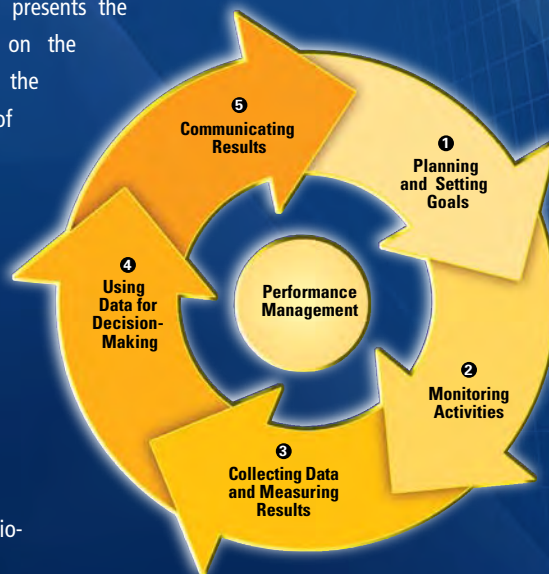 presents the
on the
the
of
io-
❺
Communicating
Results
❶
Planning
and Setting
Goals
❹
Using
Data for
Decision-
Making
Performance
Management
❷
Monitoring
Activities
❸
Collecting Data
and Measuring
Results